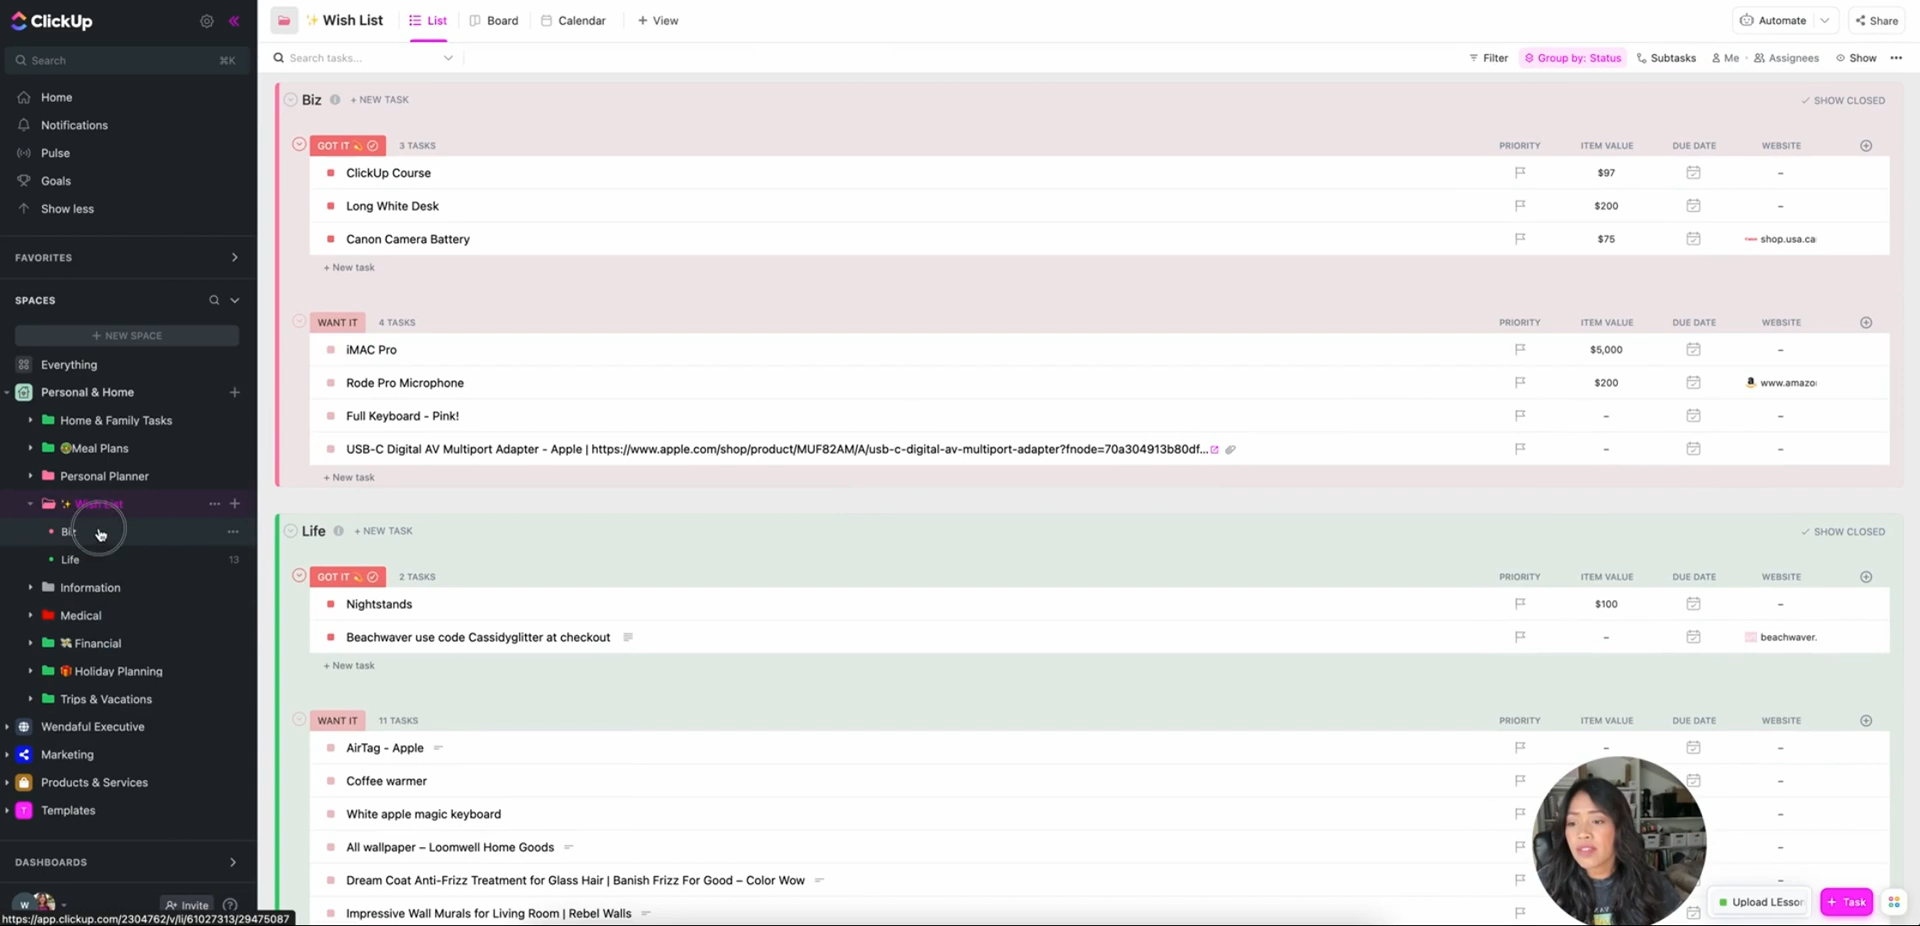 ClickUp
Search ⌘K
Home
Notifications
Pulse
Goals
Show less
FAVORITES
SPACES
+ NEW SPACE
Everything
Personal & Home
Home & Family Tasks
Meal Plans
Personal Planner
Wish List
Life 13
Information
Medical
Financial
Holiday Planning
Trips & Vacations
Wendaful Executive
Marketing
Products & Services
T Templates
DASHBOARDS
W Invite
https://app.clickup.com/2304762/v/li/61027313/29475087
Wish List List Board Calendar + View Automate Share
Search tasks... Filter Group by: Status Subtasks Me Assignees Show
Biz + NEW TASK SHOW CLOSED
GOT IT 3 TASKS PRIORITY ITEM VALUE DUE DATE WEBSITE
ClickUp Course $97 –
Long White Desk $200 –
Canon Camera Battery $75 shop.usa.ca
+ New task
WANT IT 4 TASKS PRIORITY ITEM VALUE DUE DATE WEBSITE
iMAC Pro $5,000 –
Rode Pro Microphone $200 www.amazo
Full Keyboard - Pink! – –
USB-C Digital AV Multiport Adapter - Apple | https://www.apple.com/shop/product/MUF82AM/A/usb-c-digital-av-multiport-adapter?fnode=70a304913b80df... – –
+ New task
Life + NEW TASK SHOW CLOSED
GOT IT 2 TASKS PRIORITY ITEM VALUE DUE DATE WEBSITE
Nightstands $100 –
Beachwaver use code Cassidyglitter at checkout – beachwaver.
+ New task
WANT IT 11 TASKS PRIORITY ITEM VALUE DUE DATE WEBSITE
AirTag - Apple – –
Coffee warmer –
White apple magic keyboard –
All wallpaper – Loomwell Home Goods –
Dream Coat Anti-Frizz Treatment for Glass Hair | Banish Frizz For Good – Color Wow –
Impressive Wall Murals for Living Room | Rebel Walls
Upload LEsson + Task